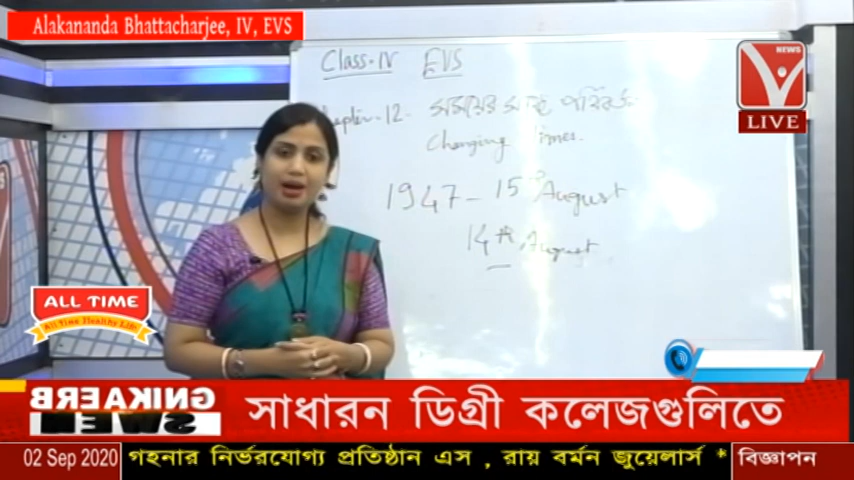 Alakananda Bhattacharjee, IV, EVS
Class-IV EVS
NEWS
LIVE
Chapter-12- সময়ের সাথে পরিবর্তন
Changing Times.
1947- 15th August
14th August
ALL TIME
All Time Healthy Life
BREAKING
NEWS
সাধারন ডিগ্রী কলেজগুলিতে
02 Sep 2020
গহনার নির্ভরযোগ্য প্রতিষ্ঠান এস , রায় বর্মন জুয়েলার্স *
বিজ্ঞাপন